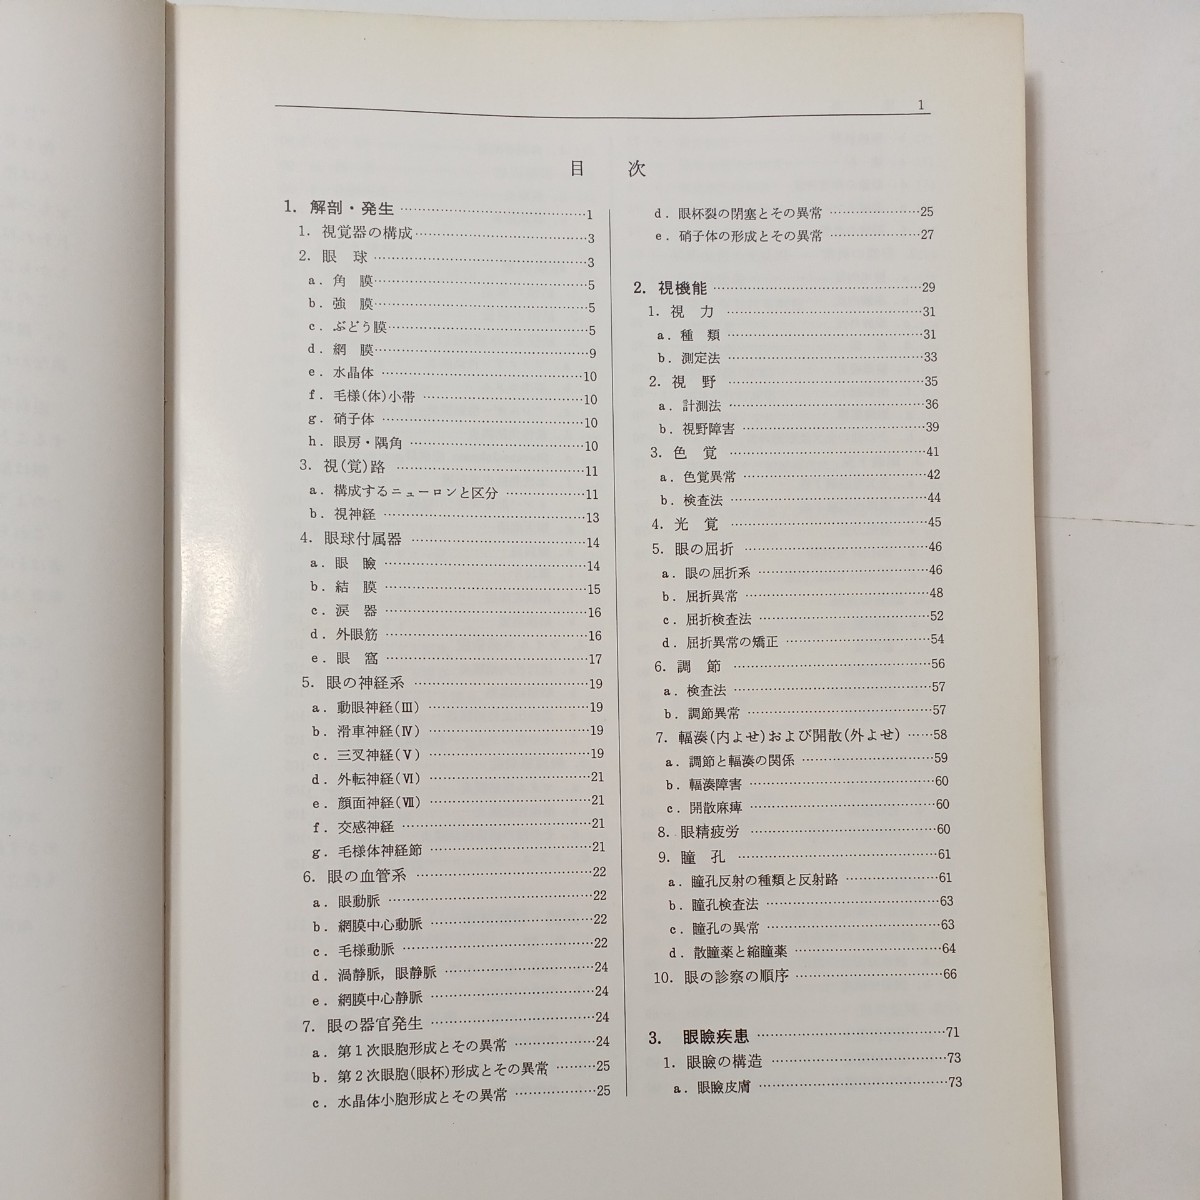 1
目 次
1. 解剖・発生 ……1
1. 視覚器の構成……3
2. 眼 球 ……3
a. 角 膜……5
b. 強 膜……5
c. ぶどう膜……5
d. 網 膜……9
e. 水晶体 ……10
f. 毛様(体)小帯 ……10
g. 硝子体 ……10
h. 眼房・隅角 ……10
3. 視(覚)路 ……11
a. 構成するニューロンと区分 ……11
b. 視神経 ……13
4. 眼球付属器 ……14
a. 眼 瞼 ……14
b. 結 膜 ……15
c. 涙 器 ……16
d. 外眼筋 ……16
e. 眼 窩 ……17
5. 眼の神経系 ……19
a. 動眼神経(Ⅲ) ……19
b. 滑車神経(Ⅳ) ……19
c. 三叉神経(Ⅴ) ……19
d. 外転神経(Ⅵ) ……21
e. 顔面神経(Ⅶ) ……21
f. 交感神経 ……21
g. 毛様体神経節 ……21
6. 眼の血管系 ……22
a. 眼動脈 ……22
b. 網膜中心動脈 ……22
c. 毛様動脈 ……22
d. 渦静脈，眼静脈 ……24
e. 網膜中心静脈 ……24
7. 眼の器官発生 ……24
a. 第1次眼胞形成とその異常 ……24
b. 第2次眼胞(眼杯)形成とその異常 ……25
c. 水晶体小胞形成とその異常 ……25
d. 眼杯裂の閉塞とその異常 ……25
e. 硝子体の形成とその異常 ……27
2. 視機能 ……29
1. 視 力 ……31
a. 種 類 ……31
b. 測定法 ……33
2. 視 野 ……35
a. 計測法 ……36
b. 視野障害 ……39
3. 色 覚 ……41
a. 色覚異常 ……42
b. 検査法 ……44
4. 光 覚 ……45
5. 眼の屈折 ……46
a. 眼の屈折系 ……46
b. 屈折異常 ……48
c. 屈折検査法 ……52
d. 屈折異常の矯正 ……54
6. 調 節 ……56
a. 検査法 ……57
b. 調節異常 ……57
7. 輻湊(内よせ)および開散(外よせ) ……58
a. 調節と輻湊の関係 ……59
b. 輻湊障害 ……60
c. 開散麻痺 ……60
8. 眼精疲労 ……60
9. 瞳 孔 ……61
a. 瞳孔反射の種類と反射路 ……61
b. 瞳孔検査法 ……63
c. 瞳孔の異常 ……63
d. 散瞳薬と縮瞳薬 ……64
10. 眼の診察の順序 ……66
3. 眼瞼疾患 ……71
1. 眼瞼の構造 ……73
a. 眼瞼皮膚 ……73